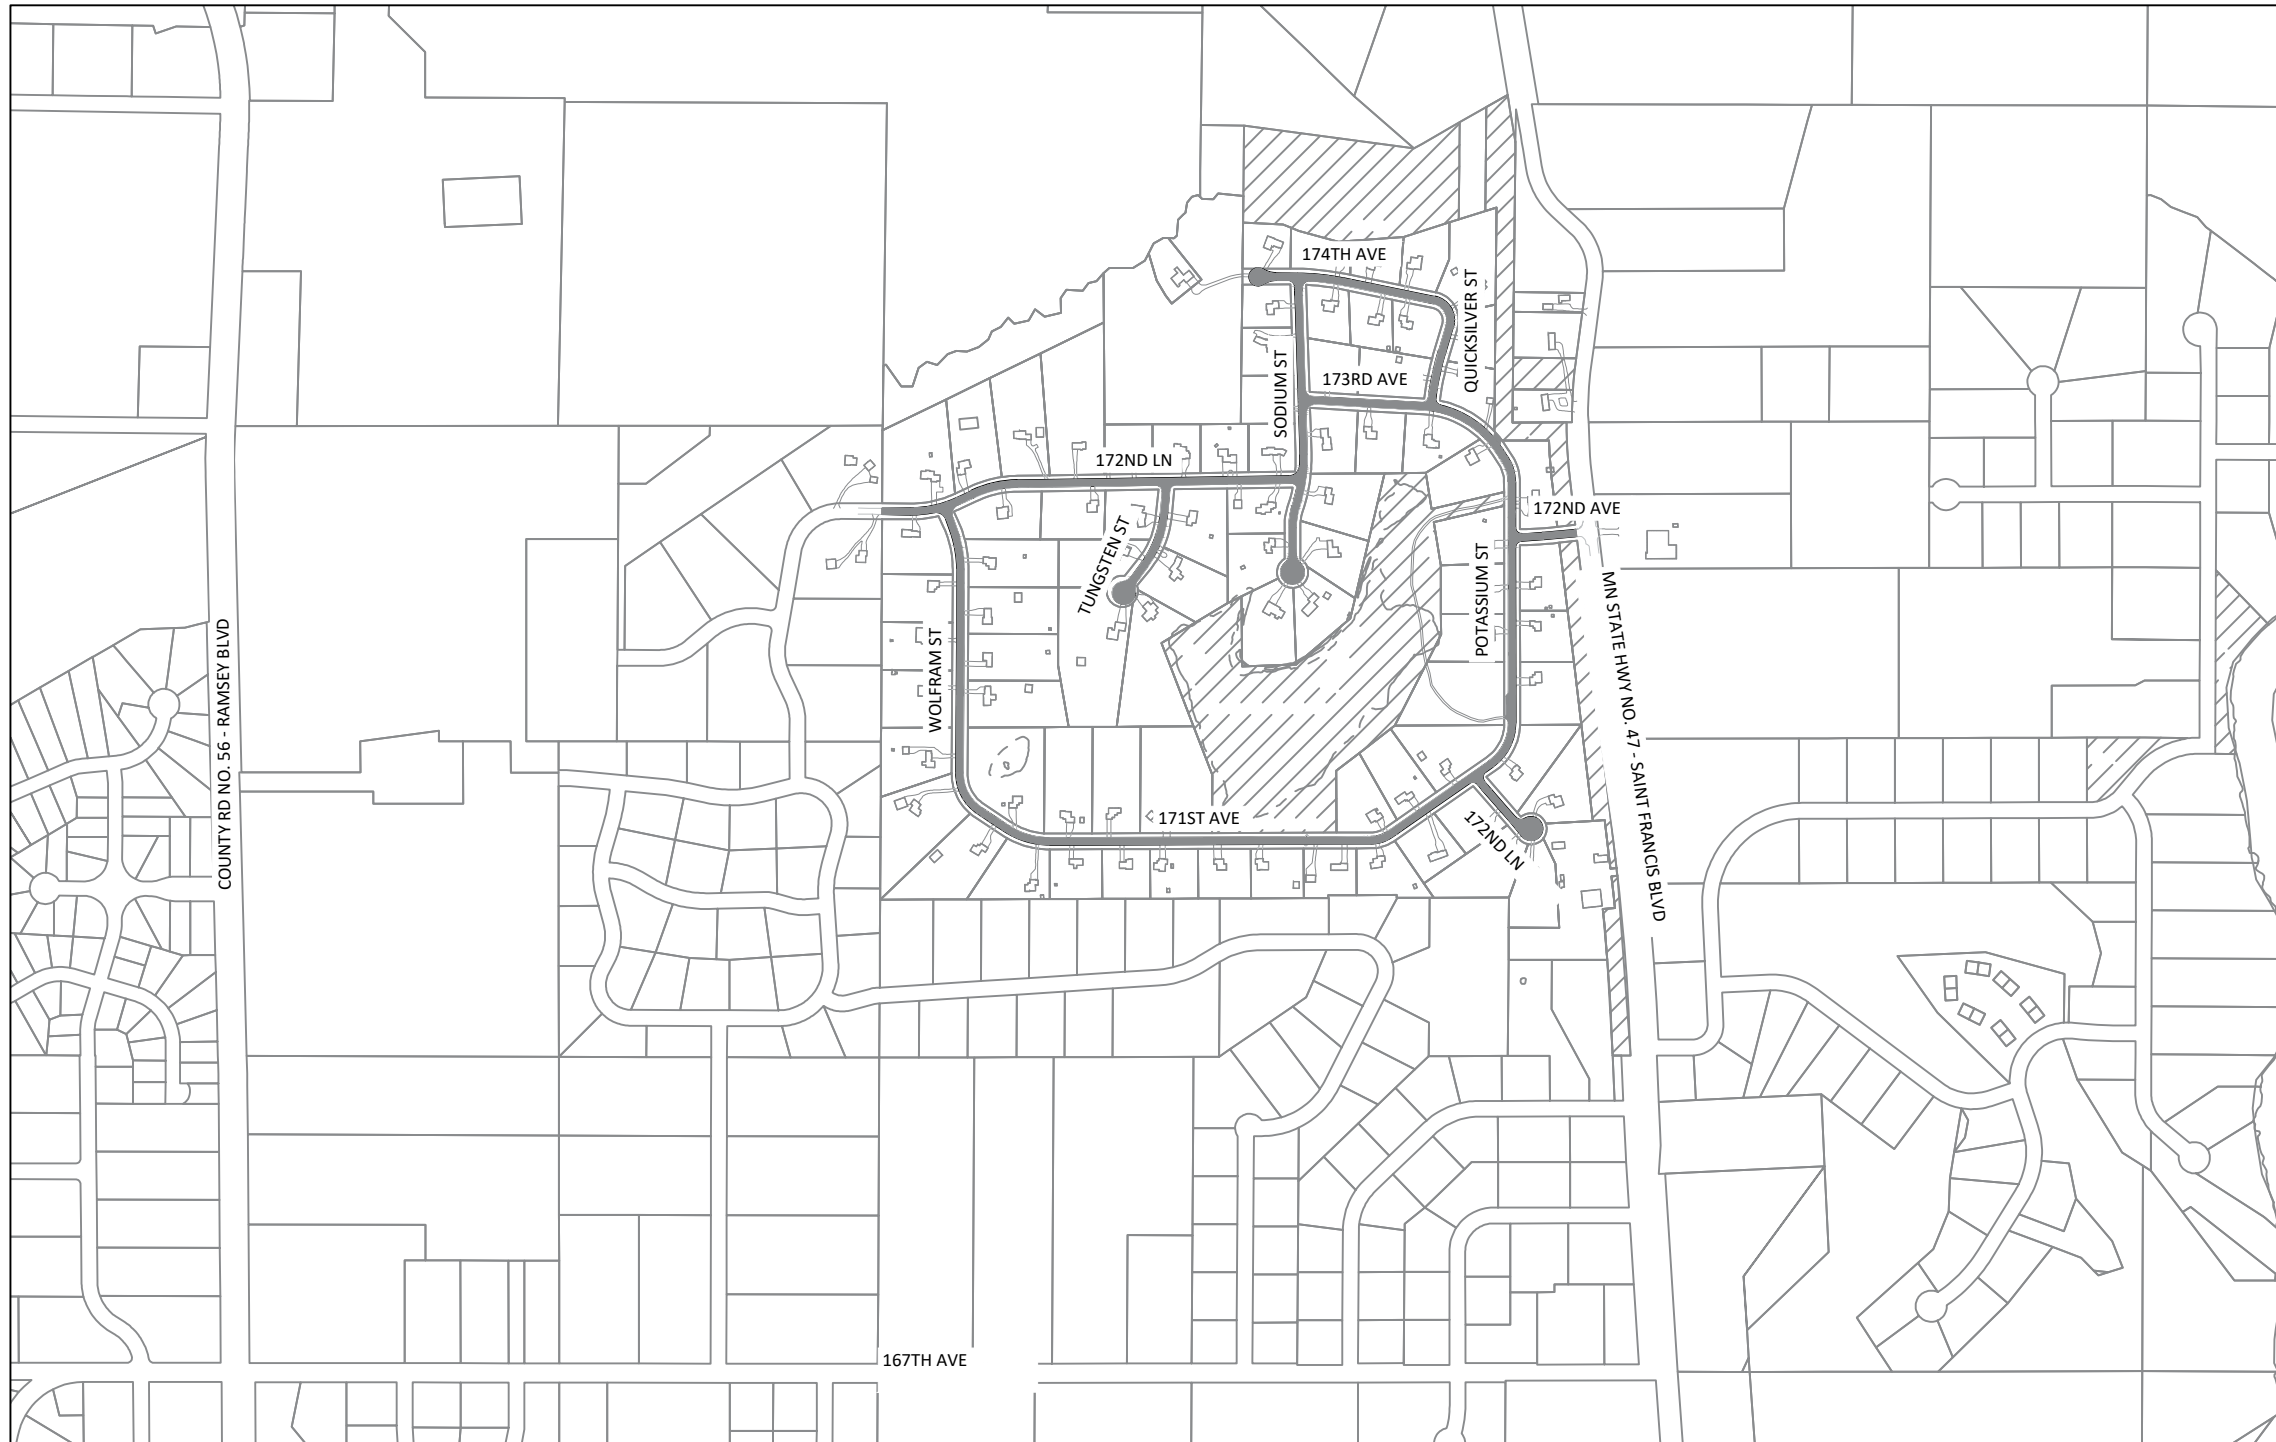 174TH AVE
QUICKSILVER ST
SODIUM ST
173RD AVE
172ND LN
172ND AVE
TUNGSTEN ST
POTASSIUM ST
WOLFRAM ST
COUNTY RD NO. 56 - RAMSEY BLVD
MN STATE HWY NO. 47 - SAINT FRANCIS BLVD
171ST AVE
172ND LN
167TH AVE